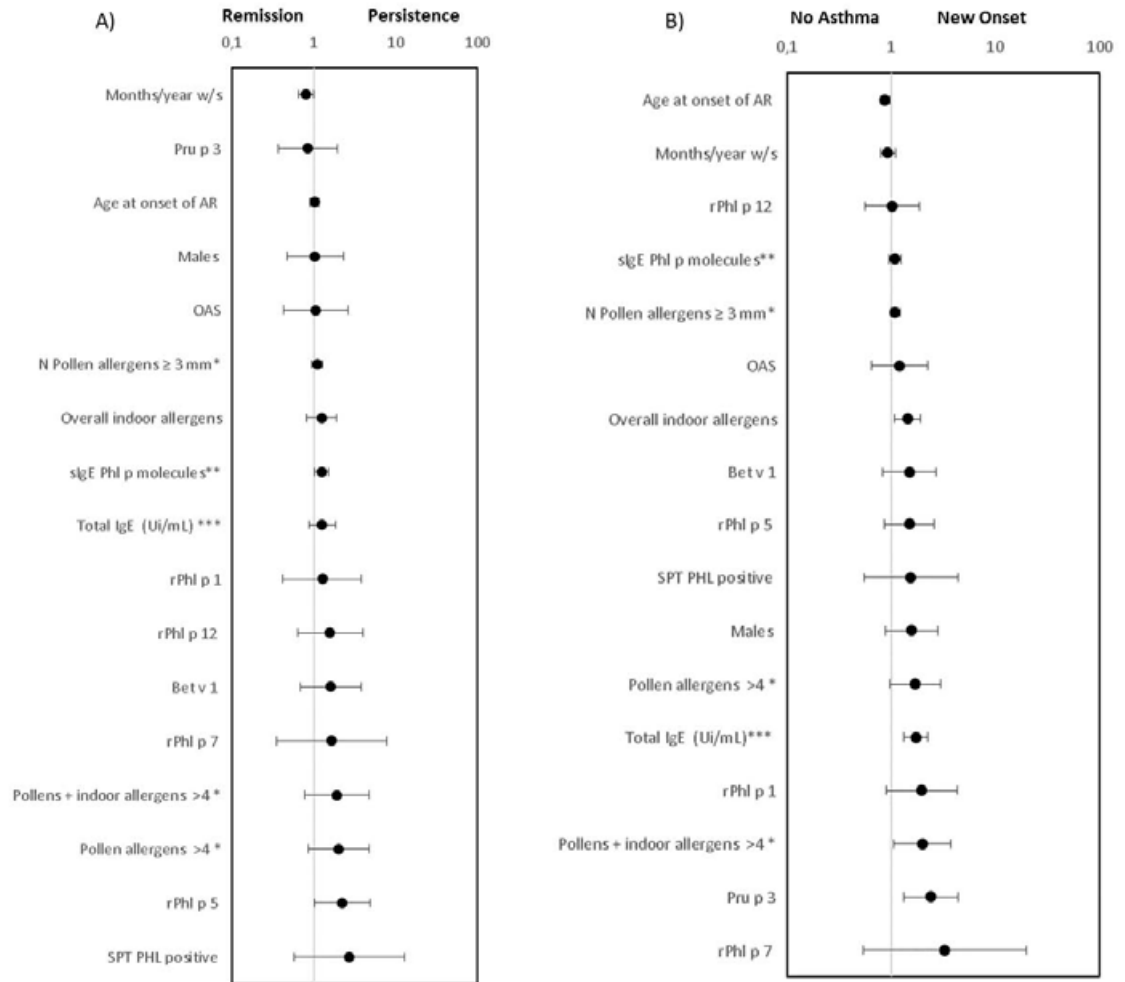 A)
Remission Persistence
0,1 1 10 100
Months/year w/s
Pru p 3
Age at onset of AR
Males
OAS
N Pollen allergens ≥ 3 mm*
Overall indoor allergens
sIgE Phl p molecules**
Total IgE (Ui/mL) ***
rPhl p 1
rPhl p 12
Bet v 1
rPhl p 7
Pollens + indoor allergens >4 *
Pollen allergens >4 *
rPhl p 5
SPT PHL positive
B)
No Asthma New Onset
0,1 1 10 100
Age at onset of AR
Months/year w/s
rPhl p 12
sIgE Phl p molecules**
N Pollen allergens ≥ 3 mm*
OAS
Overall indoor allergens
Bet v 1
rPhl p 5
SPT PHL positive
Males
Pollen allergens >4 *
Total IgE (Ui/mL)***
rPhl p 1
Pollens + indoor allergens >4 *
Pru p 3
rPhl p 7